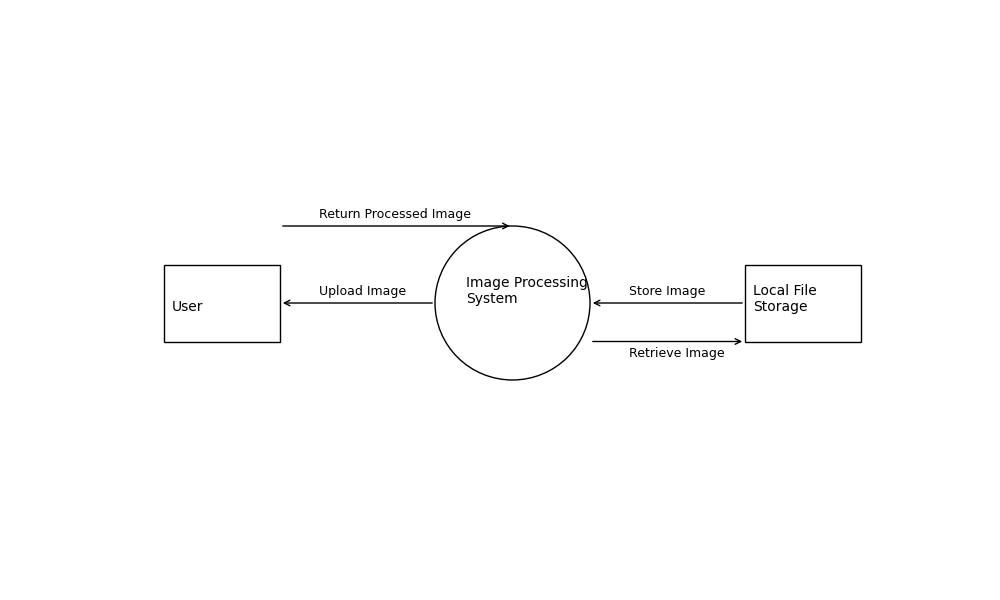 Return Processed Image
Upload Image
User
Image Processing
System
Store Image
Retrieve Image
Local File
Storage